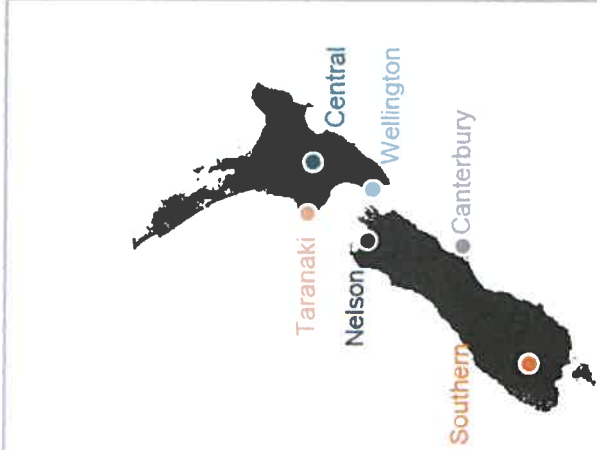 Central
Wellington
Taranaki
Nelson
Canterbury
Southern